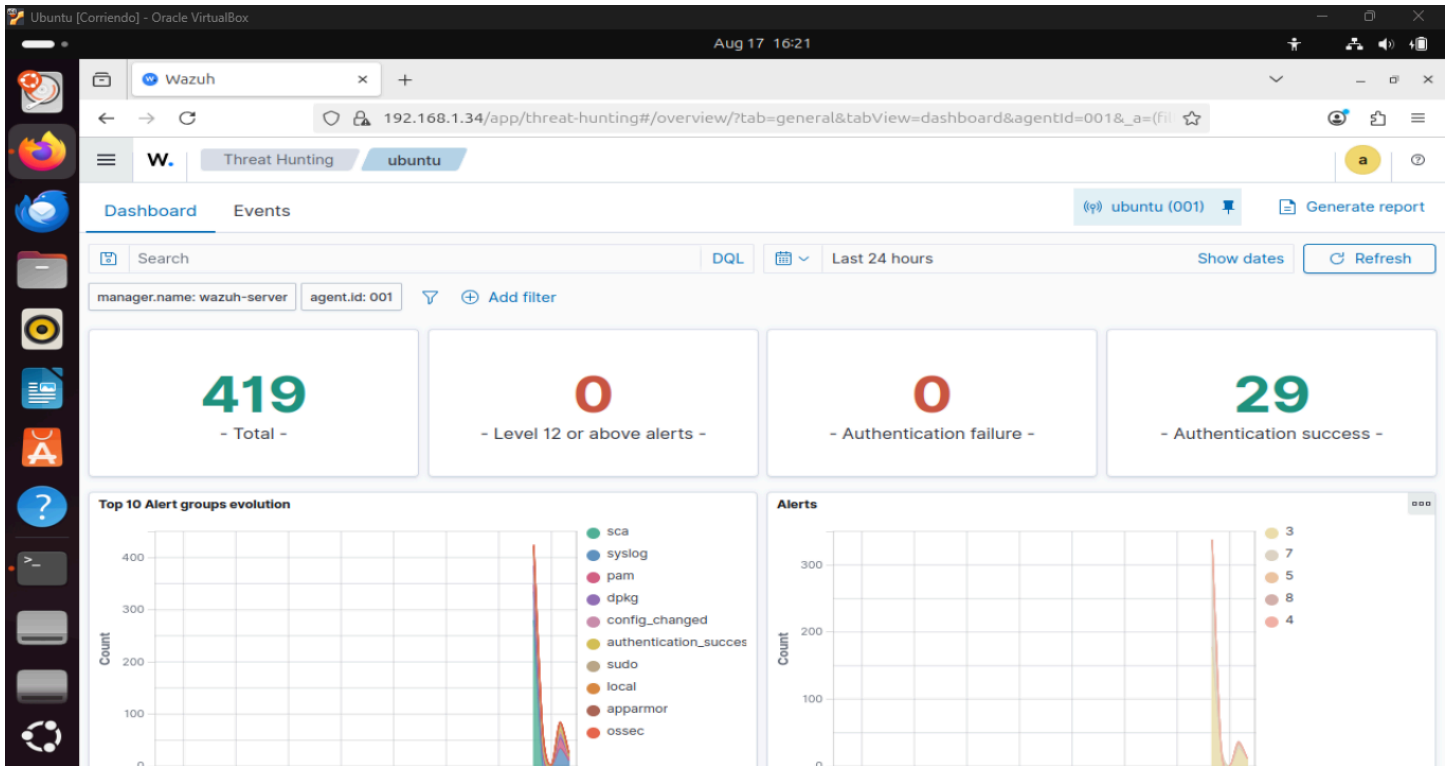 Ubuntu [Corriendo] - Oracle VirtualBox
Aug 17 16:21
Wazuh
192.168.1.34/app/threat-hunting#/overview/?tab=general&tabView=dashboard&agentId=001&_a=(fil
W. Threat Hunting ubuntu a
Dashboard Events ubuntu (001) Generate report
Search DQL Last 24 hours Show dates Refresh
manager.name: wazuh-server agent.id: 001 Add filter
419 0 0 29
- Total - - Level 12 or above alerts - - Authentication failure - - Authentication success -
Top 10 Alert groups evolution
Count
400
300
200
100
0
sca
syslog
pam
dpkg
config_changed
authentication_succes
sudo
local
apparmor
ossec
Alerts
Count
300
200
100
0
3
7
5
8
4